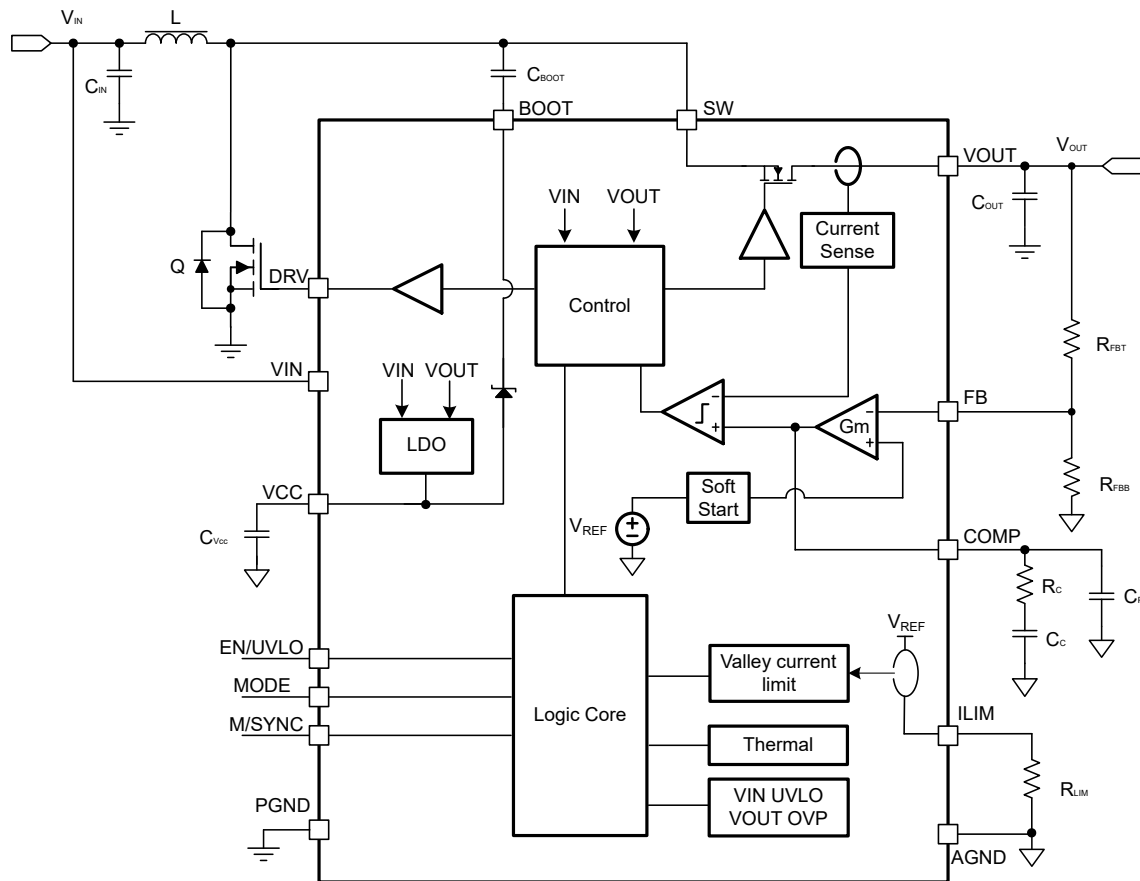 VIN
L
CIN
CBOOT
BOOT
SW
VOUT
VOUT
COUT
VIN
VOUT
Current
Sense
Q
DRV
Control
RFBT
VIN
VIN
VOUT
FB
LDO
Gm
Soft
Start
RFBB
VCC
VREF
CVcc
COMP
RC
CC
VREF
EN/UVLO
Valley current
limit
MODE
Logic Core
M/SYNC
ILIM
Thermal
RLIM
PGND
VIN UVLO
VOUT OVP
AGND